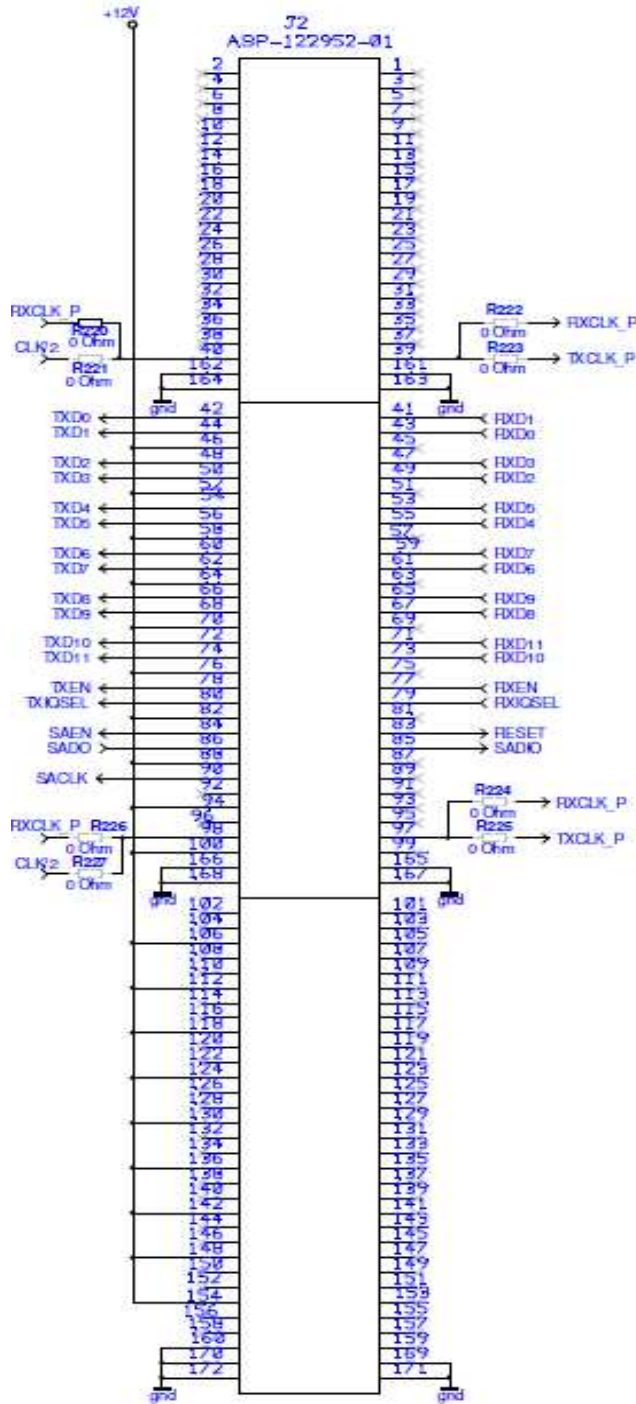 +12V
J2
ASP-122952-01
2 1
4 3
6 5
8 7
10 9
12 11
14 13
16 15
18 17
20 19
22 21
24 23
26 25
28 27
30 29
32 31
34 33
36 35
38 37
40 39
RXCLK_P R220 0 Ohm
CLK/2 R221 0 Ohm
R222 RXCLK_P
R223 0 Ohm TXCLK_P
0 Ohm
162 161
164 163
gnd gnd
TXD0 42 41 RXD1
TXD1 44 43 RXD0
46 45
TXD2 48 47 RXD3
TXD3 50 49 RXD2
52 51
TXD4 54 53 RXD5
TXD5 56 55 RXD4
58 57
TXD6 60 59 RXD7
TXD7 62 61 RXD6
64 63
TXD8 66 65 RXD9
TXD9 68 67 RXD8
70 69
TXD10 72 71 RXD11
TXD11 74 73 RXD10
76 75
TXEN 78 77 RXEN
TXIQSEL 80 79 RXIQSEL
82 81
SAEN 84 83 RESET
SADO 86 85 SADIO
88 87
SACLK 90 89
92 91
94 93
96 95
98 97
100 99
RXCLK_P R226 0 Ohm
CLK/2 R227 0 Ohm
R224 0 Ohm RXCLK_P
R225 0 Ohm TXCLK_P
166 165
168 167
gnd gnd
102 101
104 103
106 105
108 107
110 109
112 111
114 113
116 115
118 117
120 119
122 121
124 123
126 125
128 127
130 129
132 131
134 133
136 135
138 137
140 139
142 141
144 143
146 145
148 147
150 149
152 151
154 153
156 155
158 157
160 159
170 169
172 171
gnd gnd